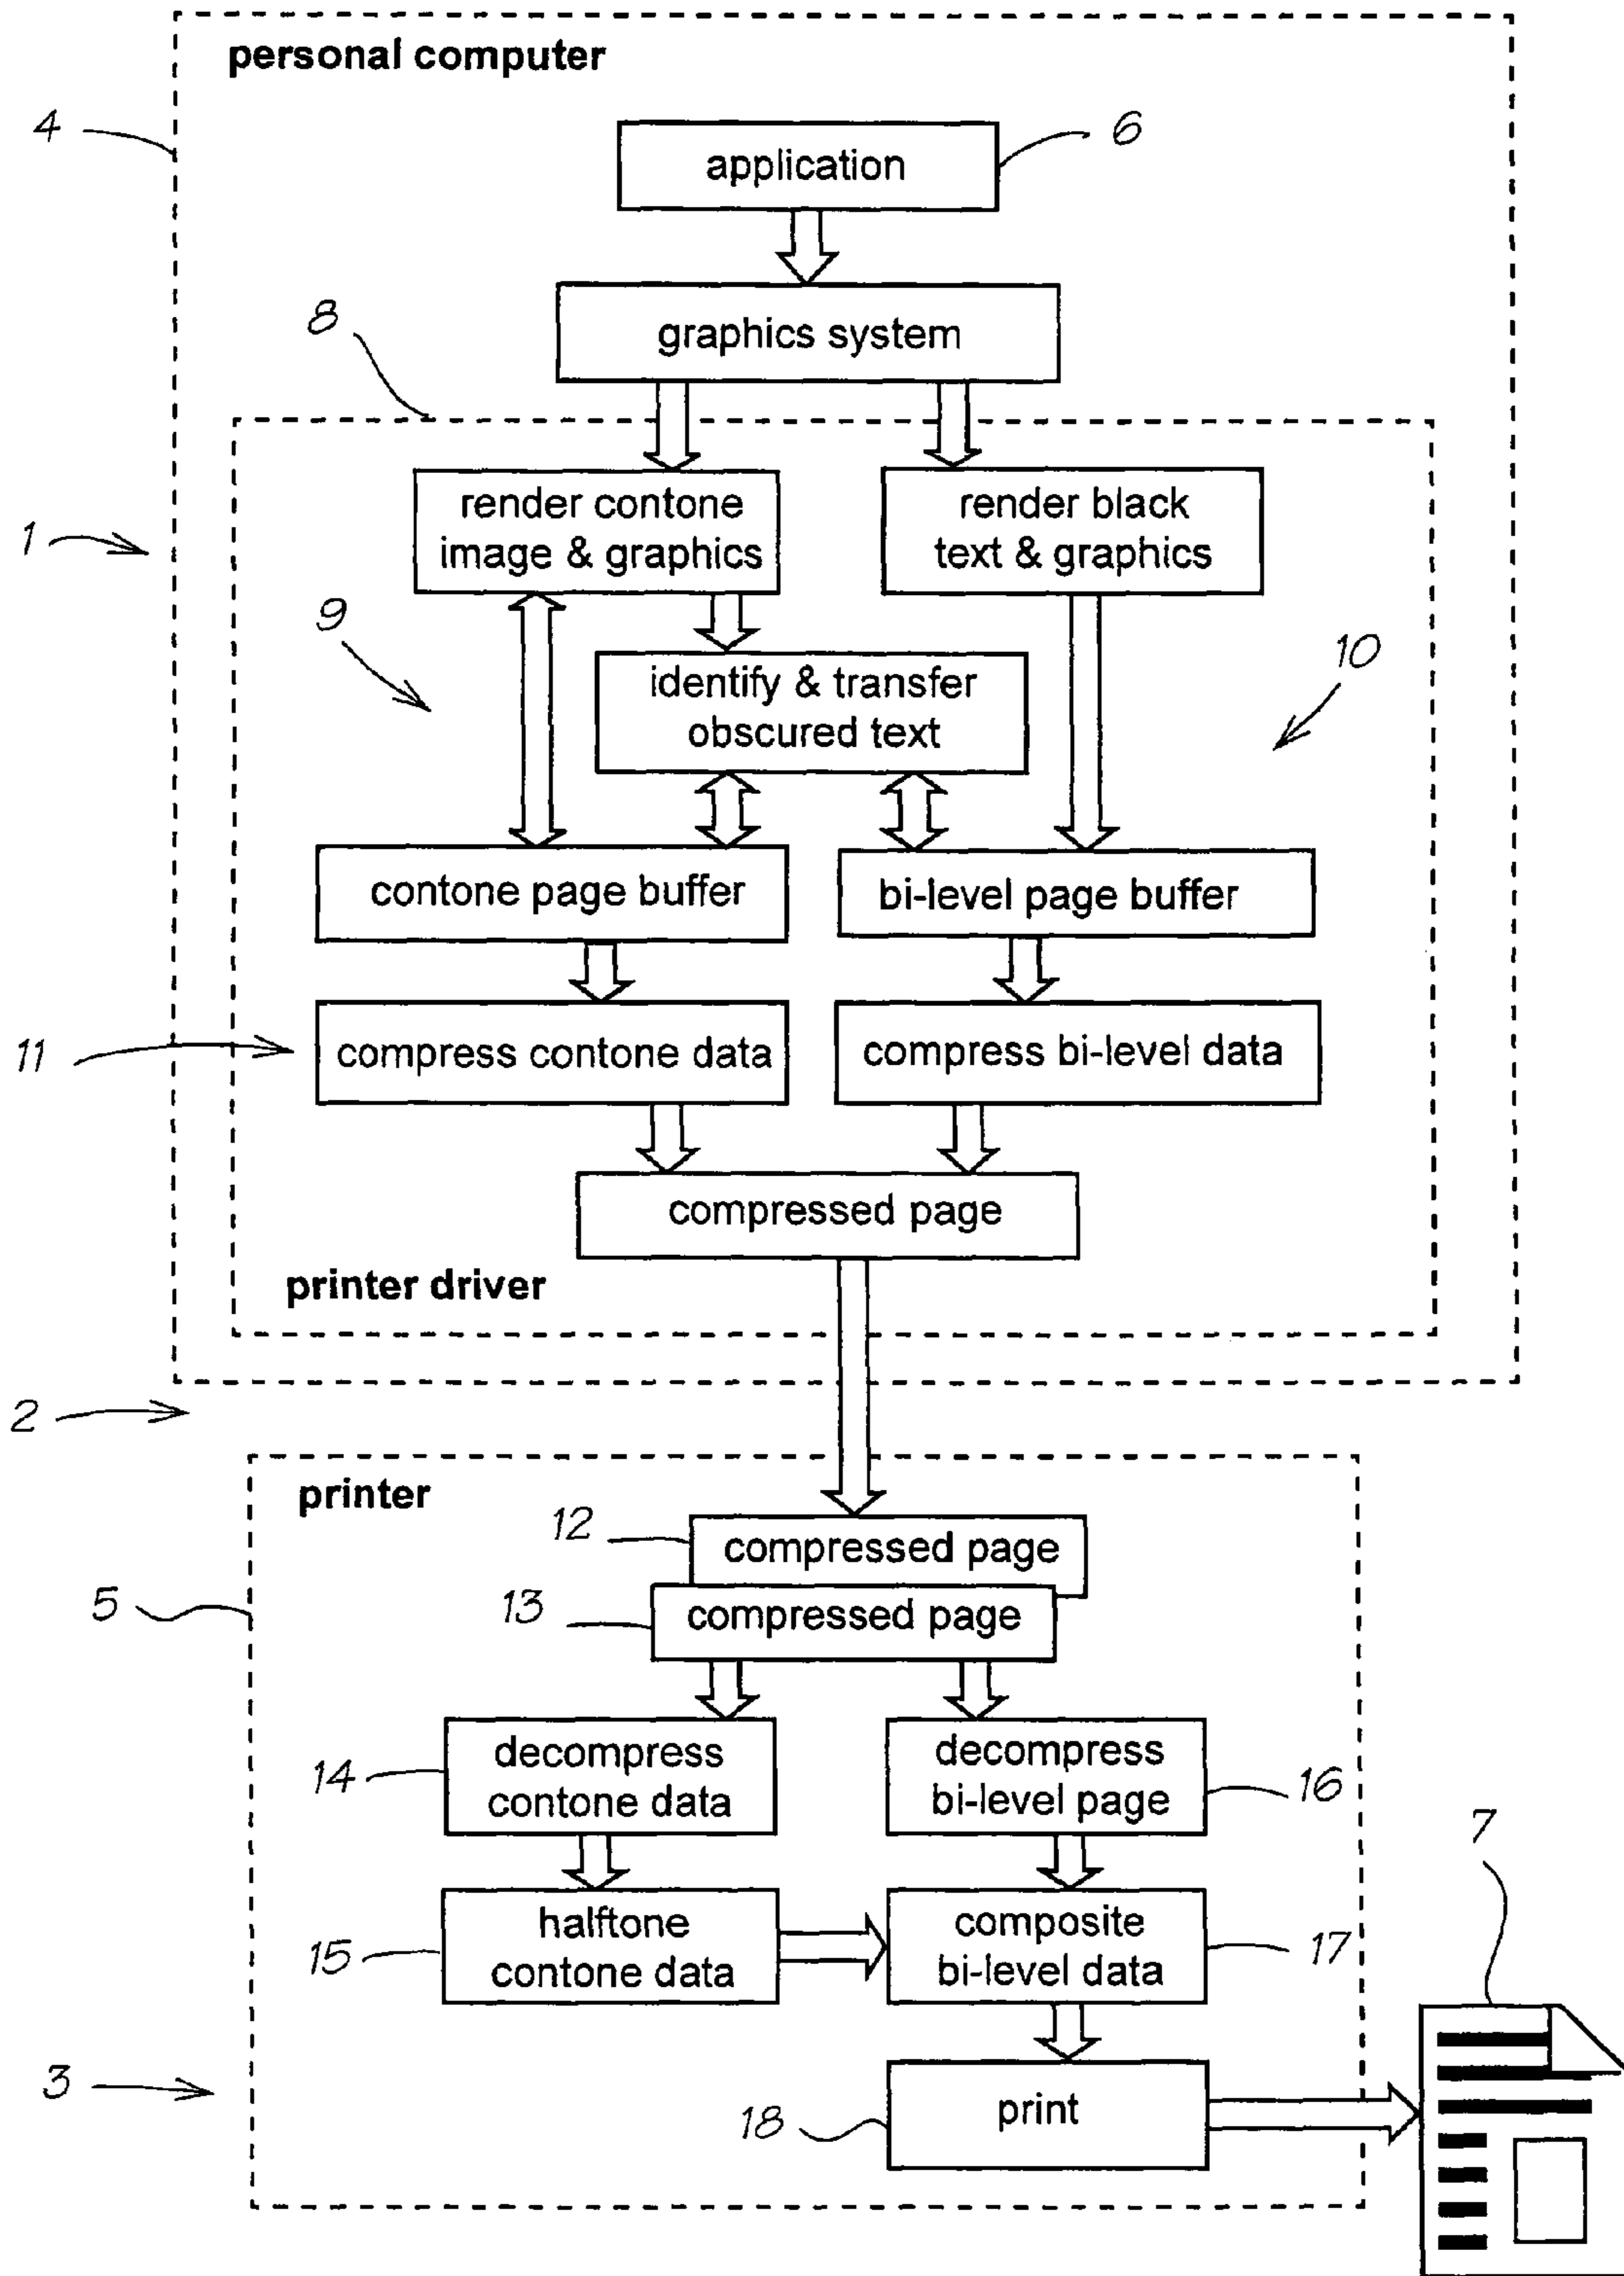 personal computer
4
6
application
8
graphics system
1
render contone
image & graphics
render black
text & graphics
9
10
identify & transfer
obscured text
contone page buffer
bi-level page buffer
11
compress contone data
compress bi-level data
compressed page
printer driver
2
printer
12
compressed page
5
13
compressed page
14
decompress
contone data
decompress
bi-level page
16
7
15
halftone
contone data
composite
bi-level data
17
3
18
print